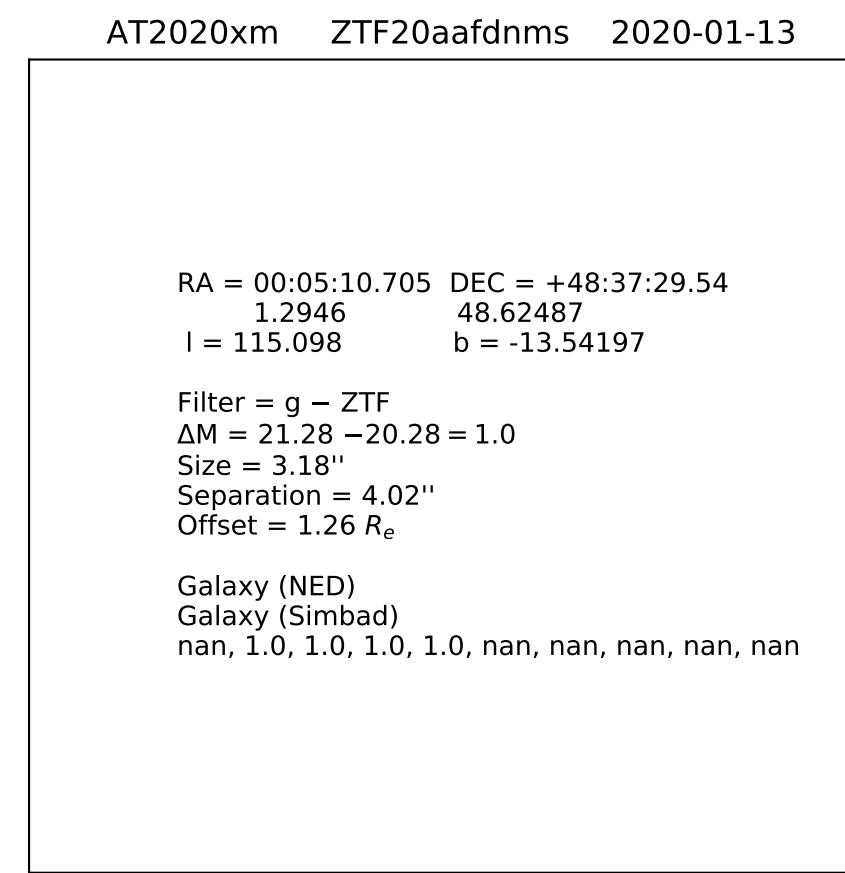 AT2020xm ZTF20aafdnms 2020-01-13
RA = 00:05:10.705 DEC = +48:37:29.54
1.2946 48.62487
l = 115.098 b = -13.54197
Filter = g − ZTF
ΔM = 21.28 −20.28 = 1.0
Size = 3.18''
Separation = 4.02''
Offset = 1.26 Rₑ
Galaxy (NED)
Galaxy (Simbad)
nan, 1.0, 1.0, 1.0, 1.0, nan, nan, nan, nan, nan